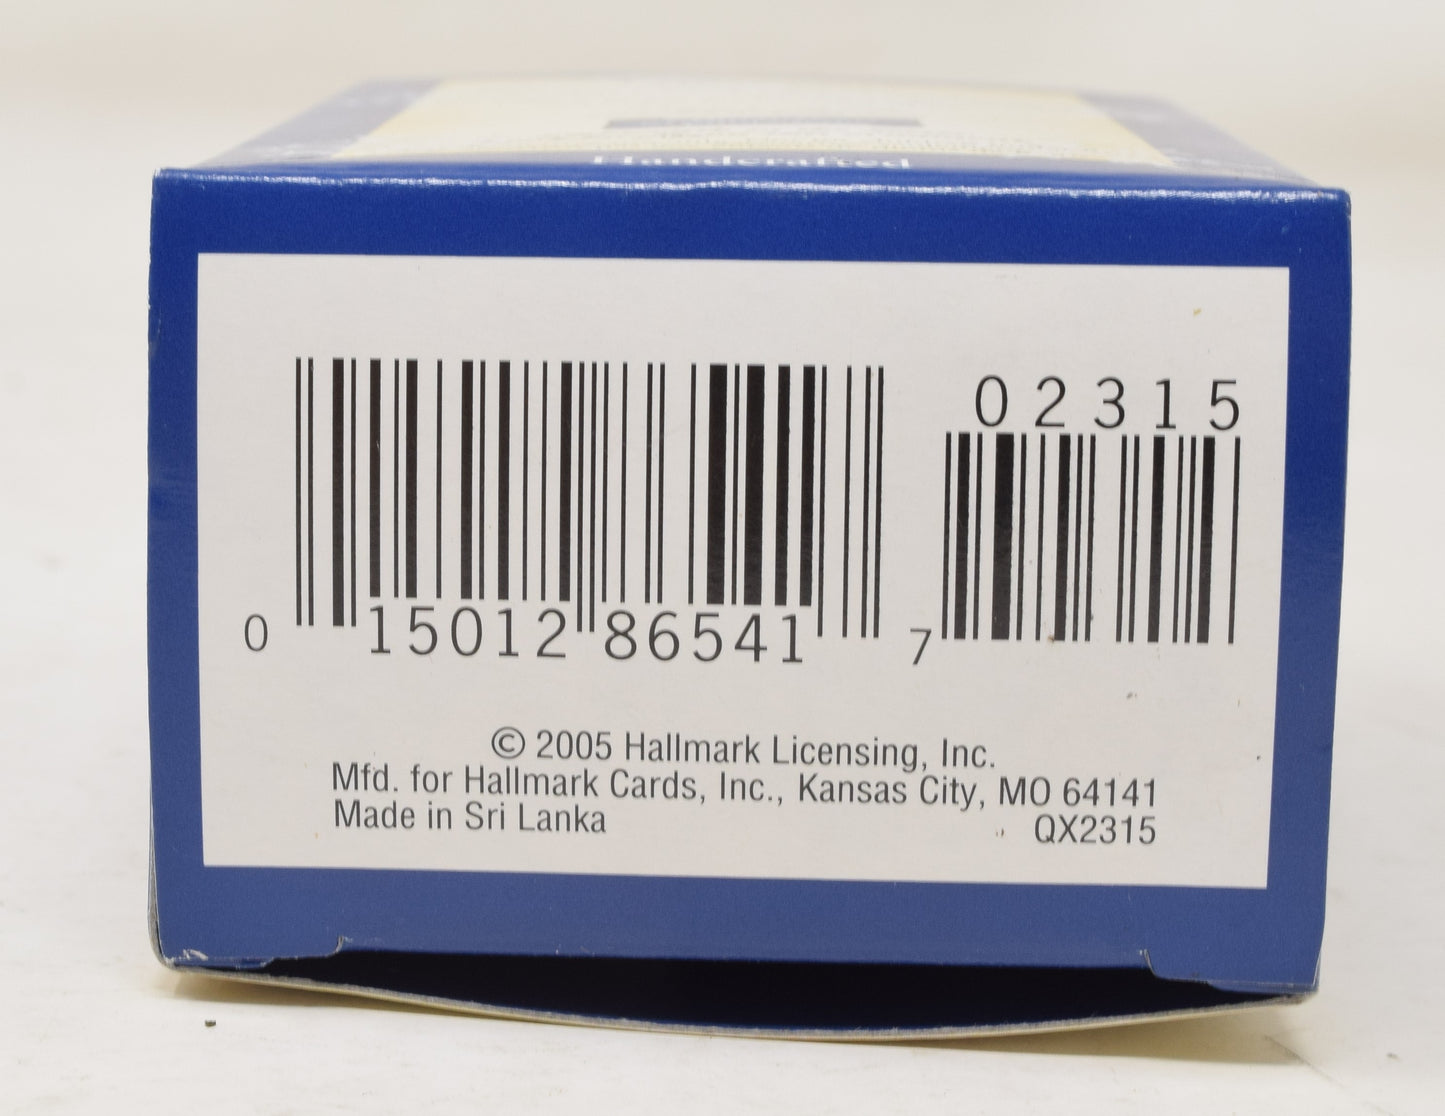 Handcrafted
02315
0 15012 86541 7
© 2005 Hallmark Licensing, Inc.
Mfd. for Hallmark Cards, Inc., Kansas City, MO 64141
Made in Sri Lanka
QX2315